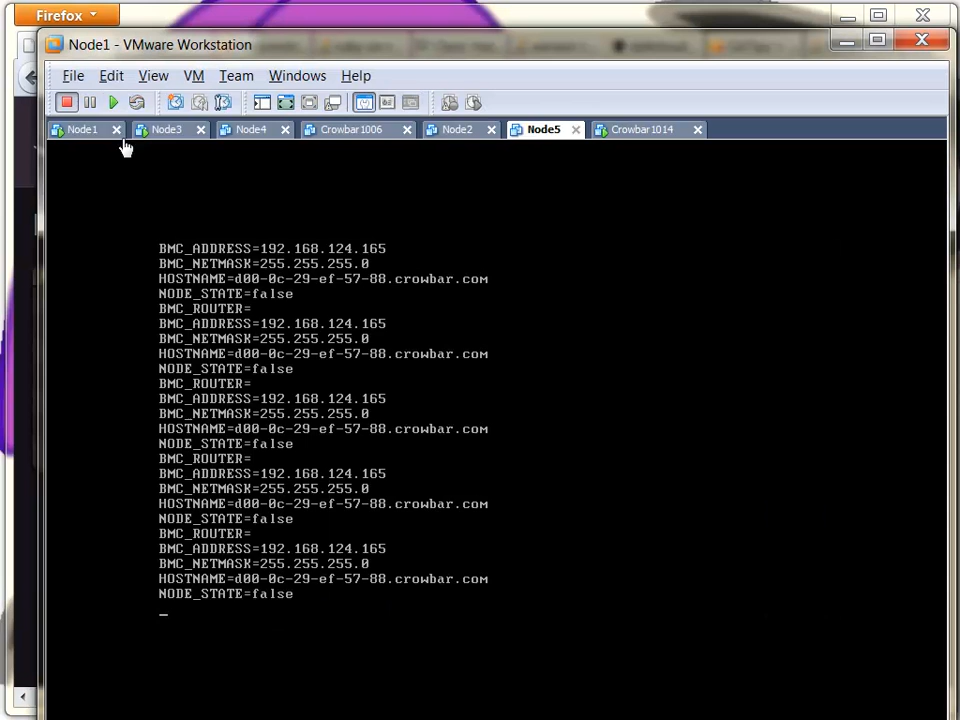 Firefox
Node1 - VMware Workstation
File Edit View VM Team Windows Help
Node1 Node3 Node4 Crowbar1006 Node2 Node5 Crowbar1014
BMC_ADDRESS=192.168.124.165
BMC_NETMASK=255.255.255.0
HOSTNAME=d00-0c-29-ef-57-88.crowbar.com
NODE_STATE=false
BMC_ROUTER=
BMC_ADDRESS=192.168.124.165
BMC_NETMASK=255.255.255.0
HOSTNAME=d00-0c-29-ef-57-88.crowbar.com
NODE_STATE=false
BMC_ROUTER=
BMC_ADDRESS=192.168.124.165
BMC_NETMASK=255.255.255.0
HOSTNAME=d00-0c-29-ef-57-88.crowbar.com
NODE_STATE=false
BMC_ROUTER=
BMC_ADDRESS=192.168.124.165
BMC_NETMASK=255.255.255.0
HOSTNAME=d00-0c-29-ef-57-88.crowbar.com
NODE_STATE=false
BMC_ROUTER=
BMC_ADDRESS=192.168.124.165
BMC_NETMASK=255.255.255.0
HOSTNAME=d00-0c-29-ef-57-88.crowbar.com
NODE_STATE=false
_